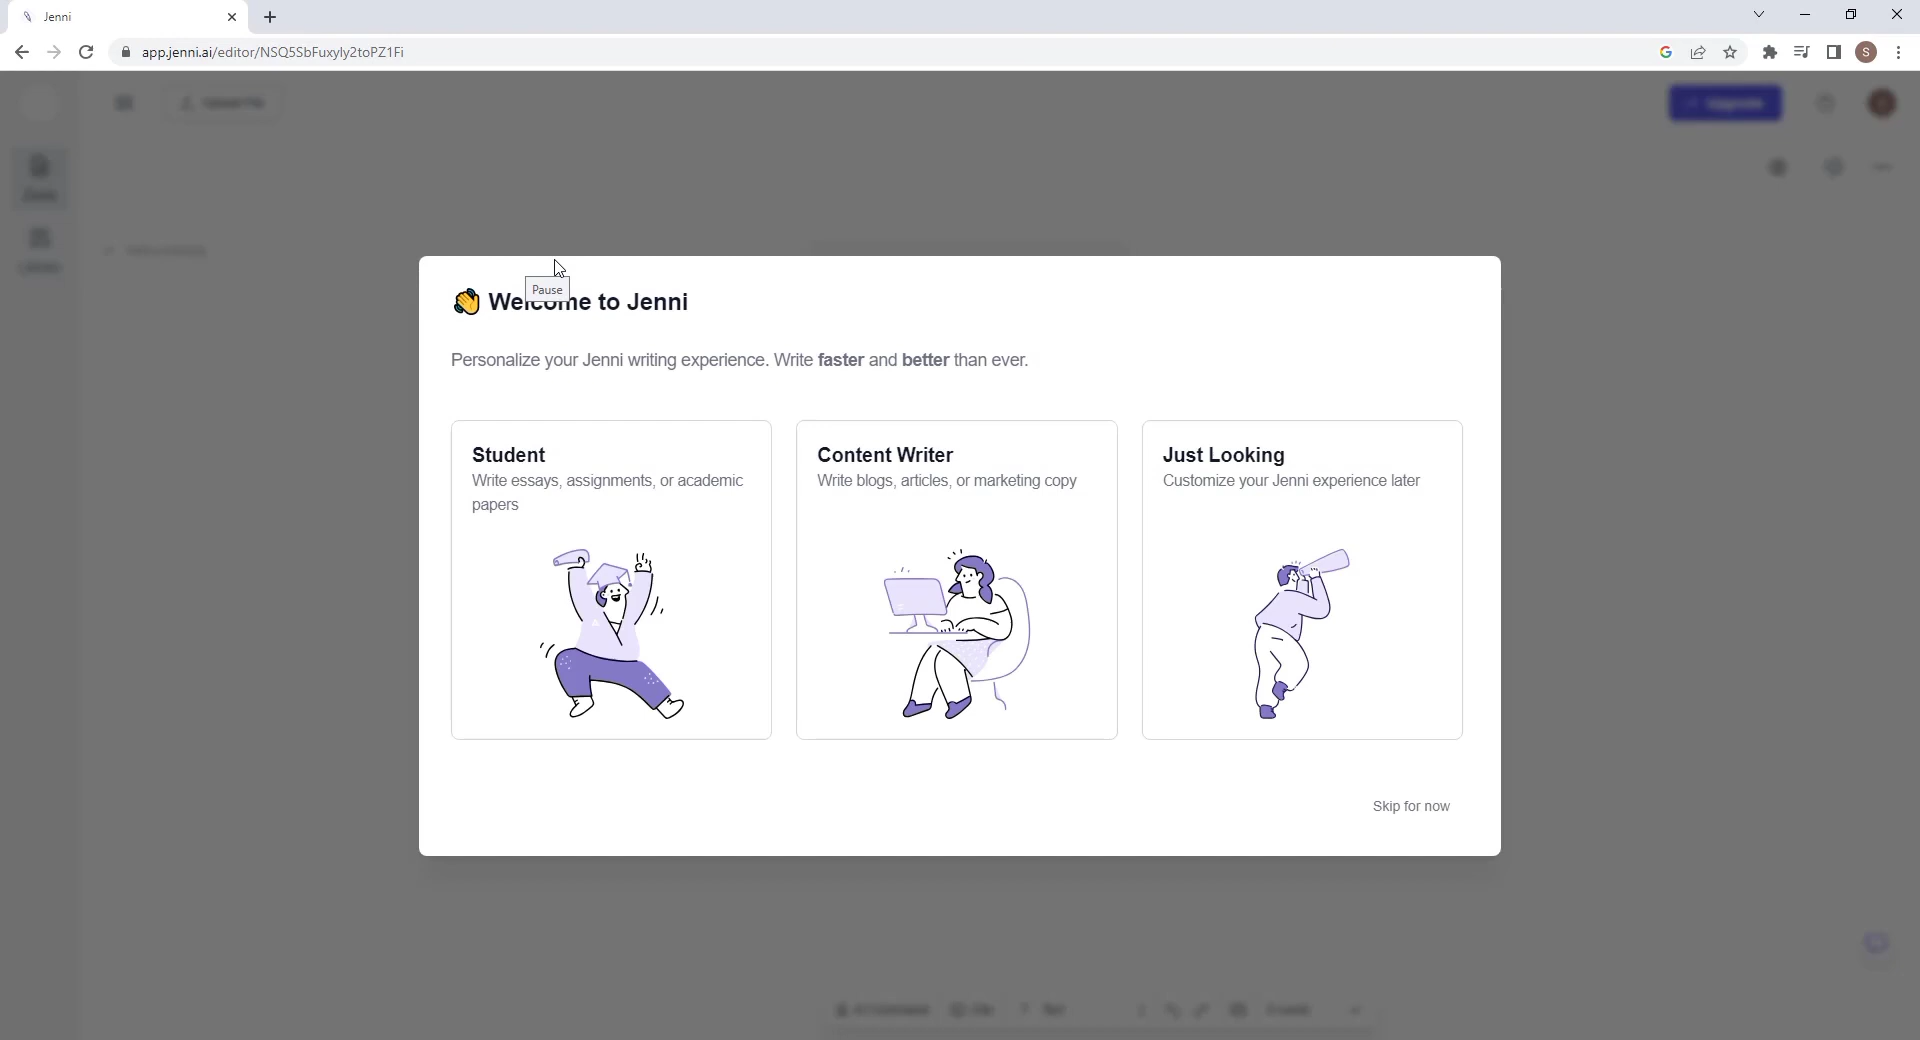 Jenni
app.jenni.ai/editor/NSQ5SbFuxyly2toPZ1Fi
S
Upgrade
Pause
👋 Welcome to Jenni
Personalize your Jenni writing experience. Write faster and better than ever.
Student
Write essays, assignments, or academic
papers
Content Writer
Write blogs, articles, or marketing copy
Just Looking
Customize your Jenni experience later
Skip for now